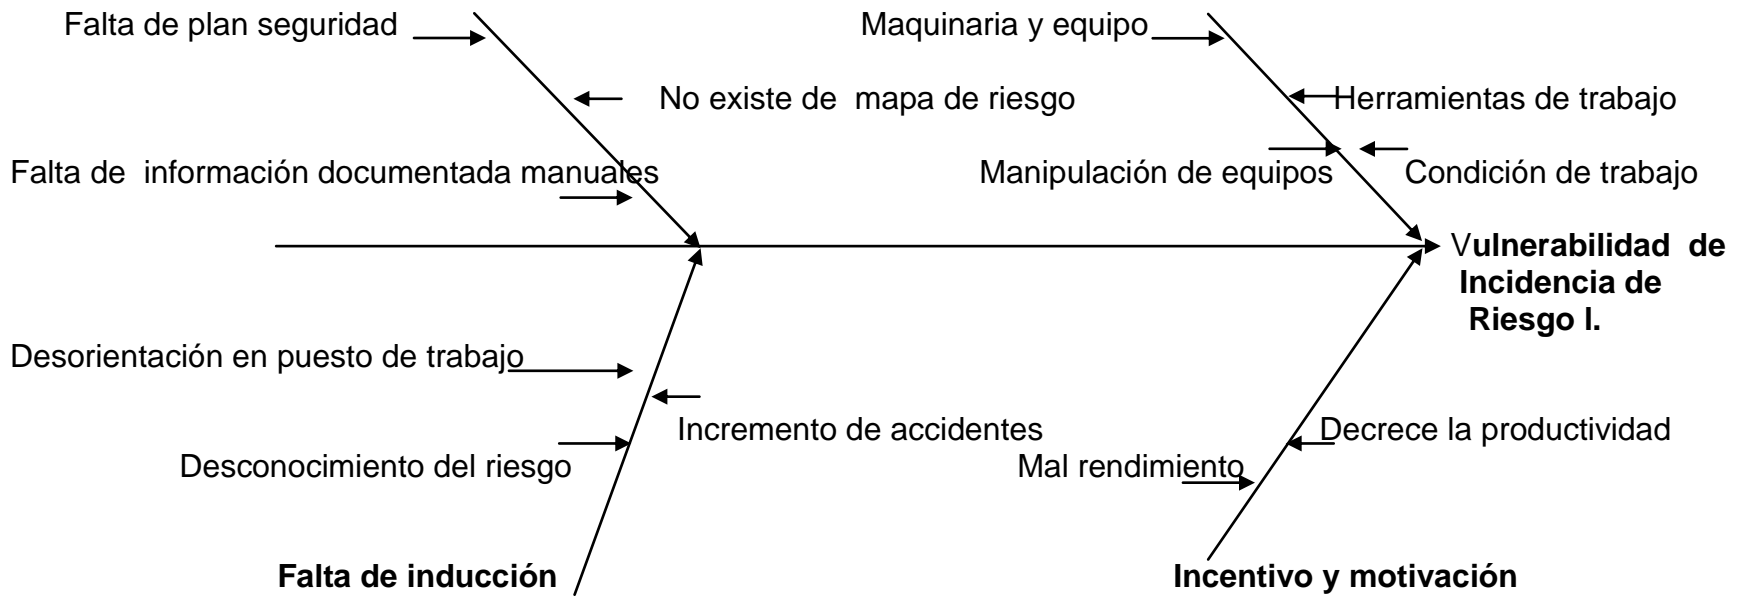 Falta de plan seguridad
Maquinaria y equipo
No existe de mapa de riesgo
Herramientas de trabajo
Falta de información documentada manuales
Manipulación de equipos
Condición de trabajo
Vulnerabilidad de
Incidencia de
Riesgo I.
Desorientación en puesto de trabajo
Incremento de accidentes
Decrece la productividad
Desconocimiento del riesgo
Mal rendimiento
Falta de inducción
Incentivo y motivación